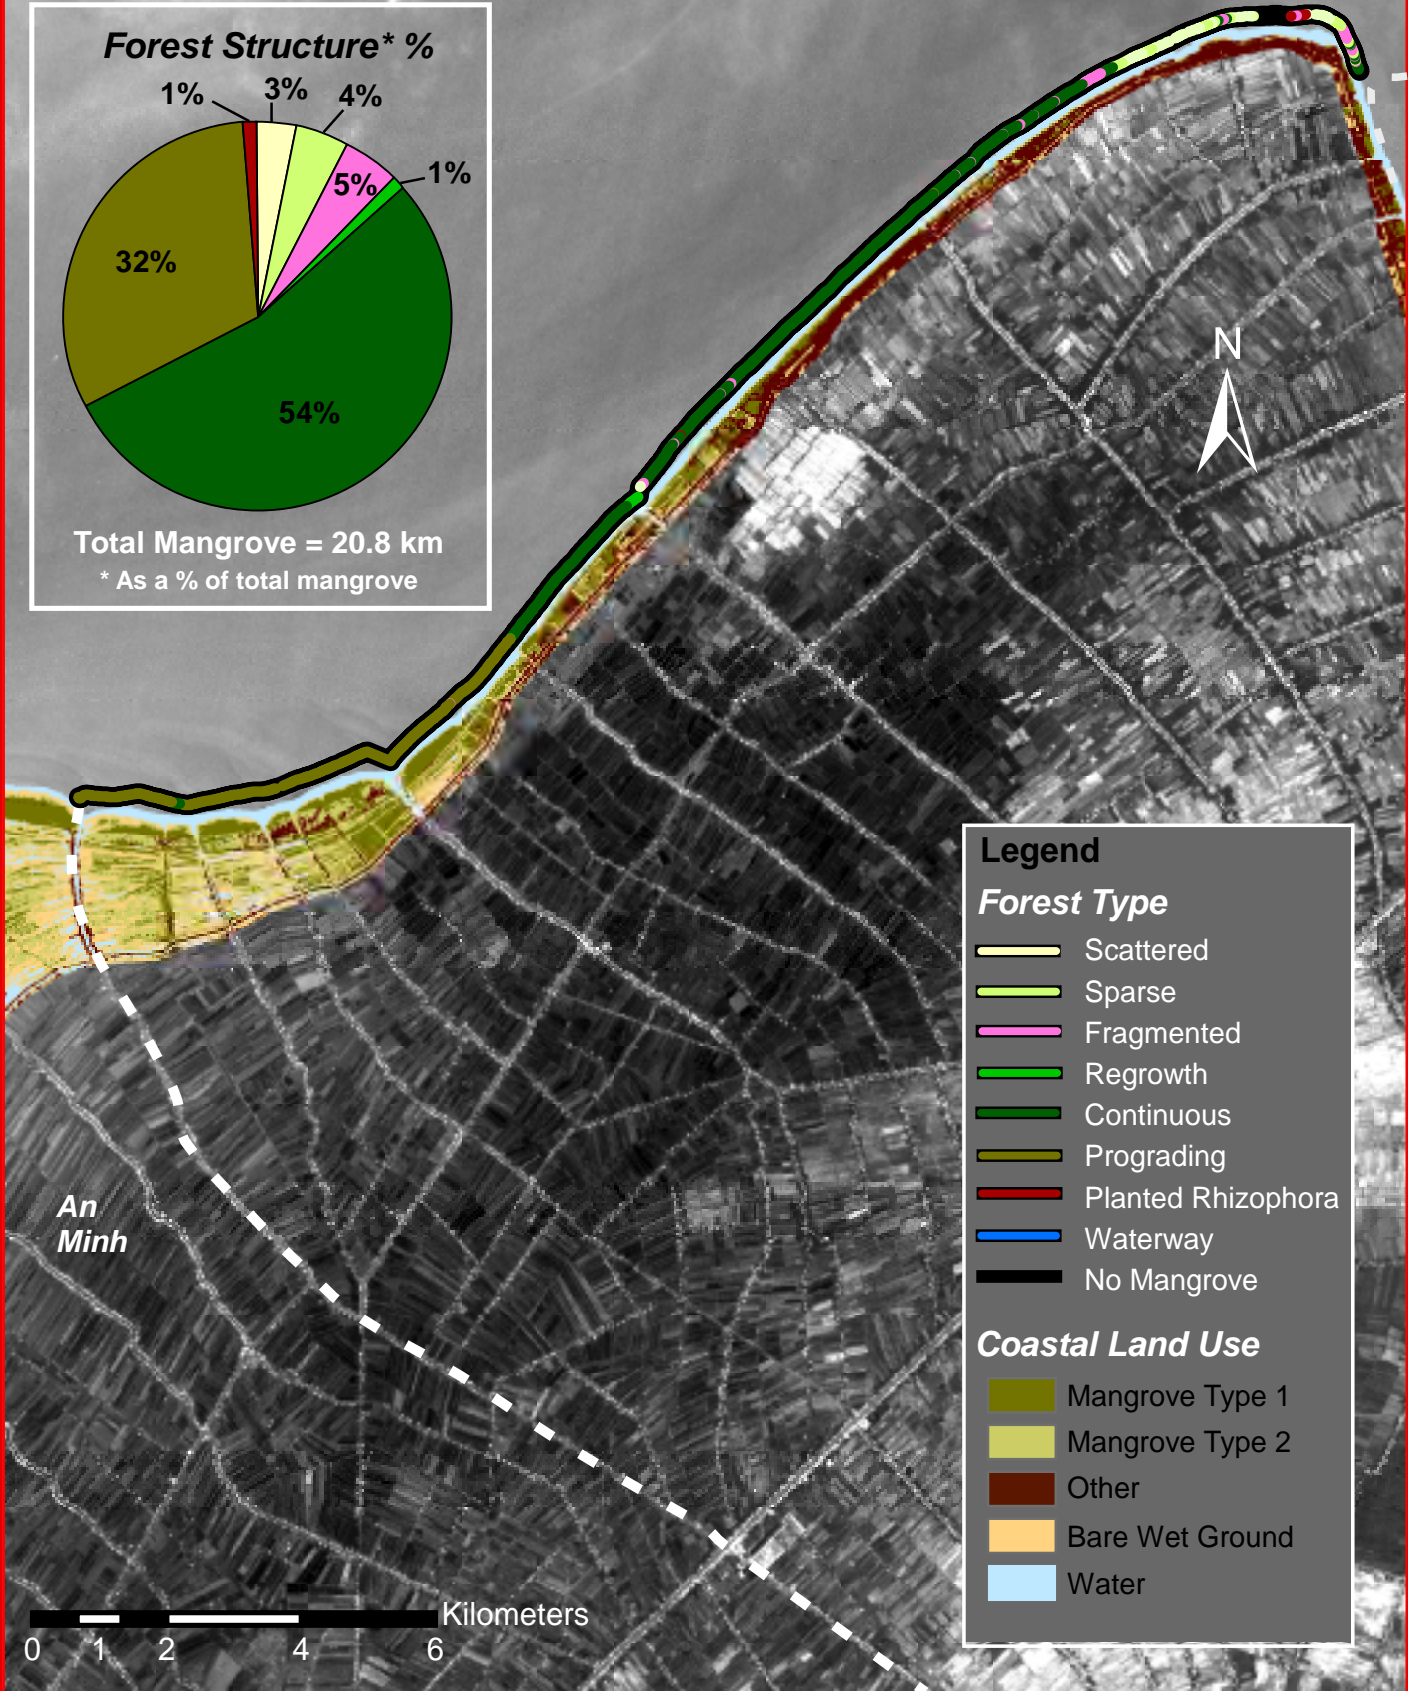 Forest Structure* %
1%
3%
4%
5%
1%
32%
54%
Total Mangrove = 20.8 km
* As a % of total mangrove
N
An
Minh
Legend
Forest Type
Scattered
Sparse
Fragmented
Regrowth
Continuous
Prograding
Planted Rhizophora
Waterway
No Mangrove
Coastal Land Use
Mangrove Type 1
Mangrove Type 2
Other
Bare Wet Ground
Water
Kilometers
0 1 2 4 6